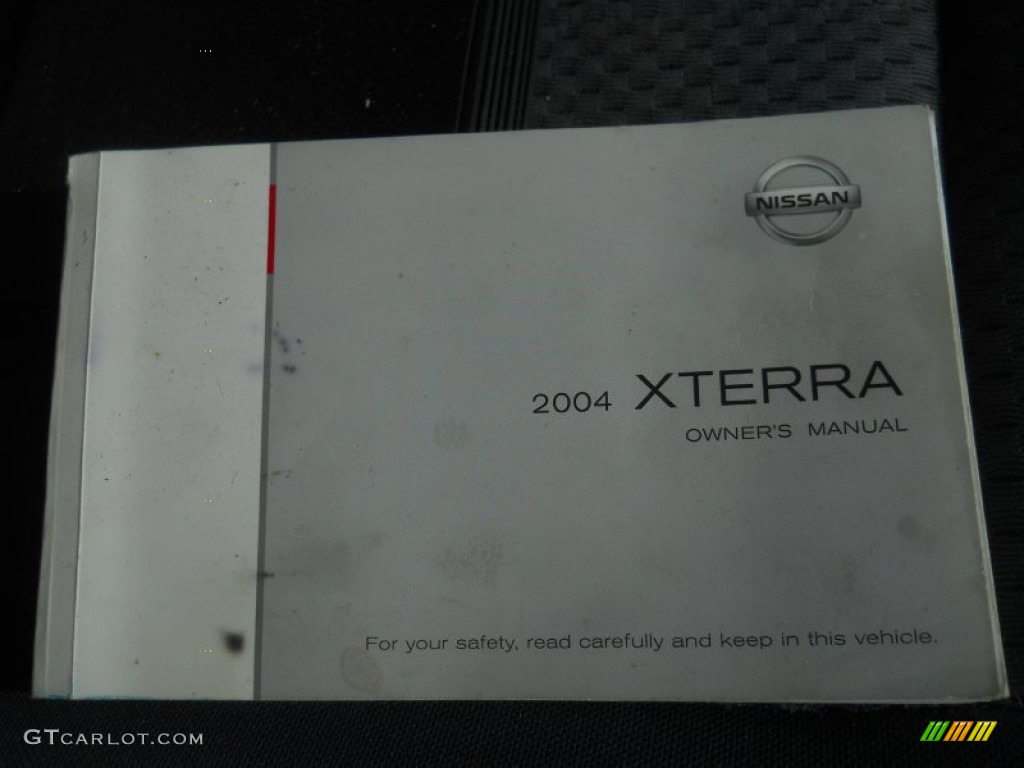 NISSAN
2004 XTERRA
OWNER'S MANUAL
For your safety, read carefully and keep in this vehicle.
GTCARLOT.COM